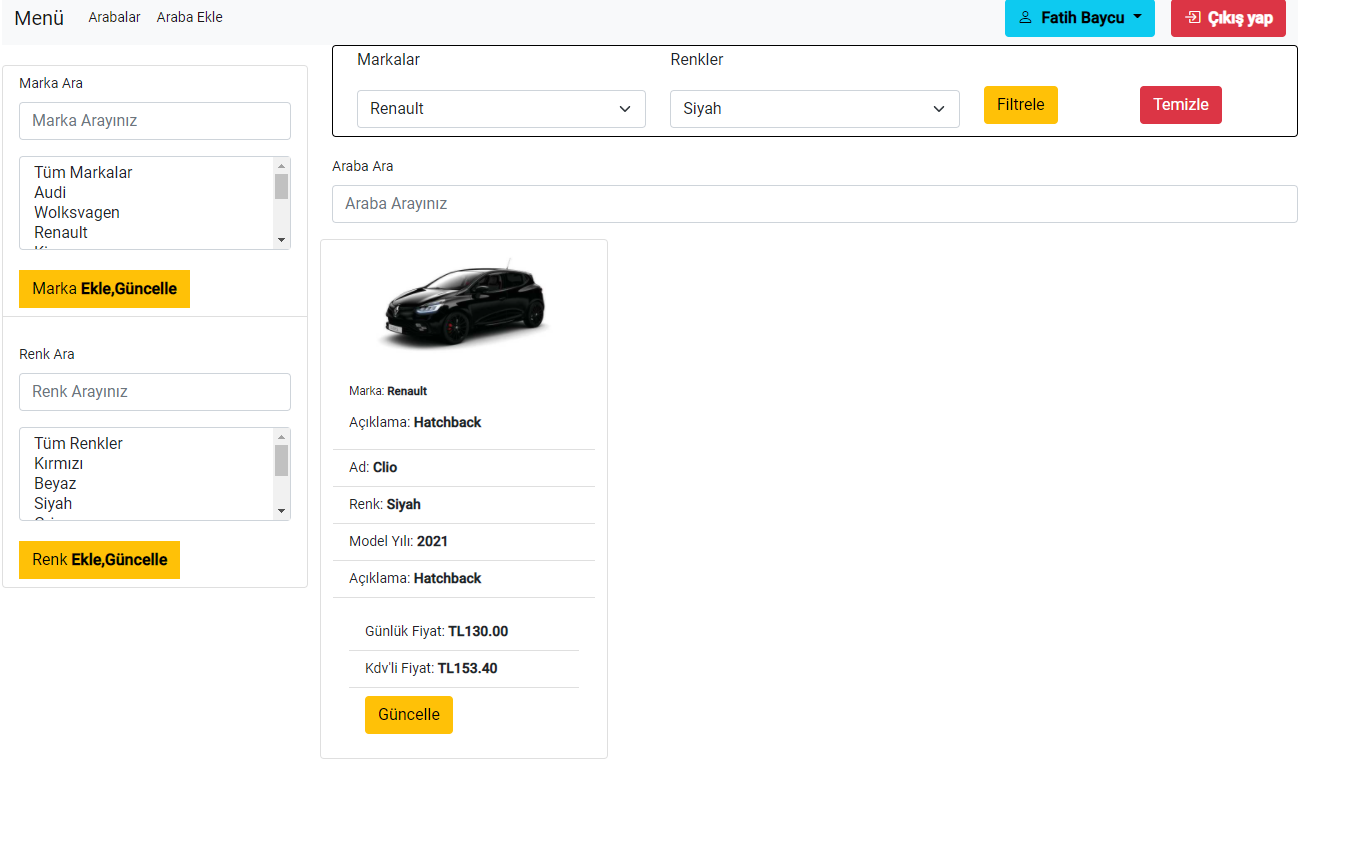 Menü Arabalar Araba Ekle Fatih Baycu Çıkış yap
Marka Ara
Marka Arayınız
Tüm Markalar
Audi
Wolksvagen
Renault
Marka Ekle,Güncelle
Renk Ara
Renk Arayınız
Tüm Renkler
Kırmızı
Beyaz
Siyah
Renk Ekle,Güncelle
Markalar Renkler
Renault Siyah Filtrele Temizle
Araba Ara
Araba Arayınız
Marka: Renault
Açıklama: Hatchback
Ad: Clio
Renk: Siyah
Model Yılı: 2021
Açıklama: Hatchback
Günlük Fiyat: TL130.00
Kdv'li Fiyat: TL153.40
Güncelle